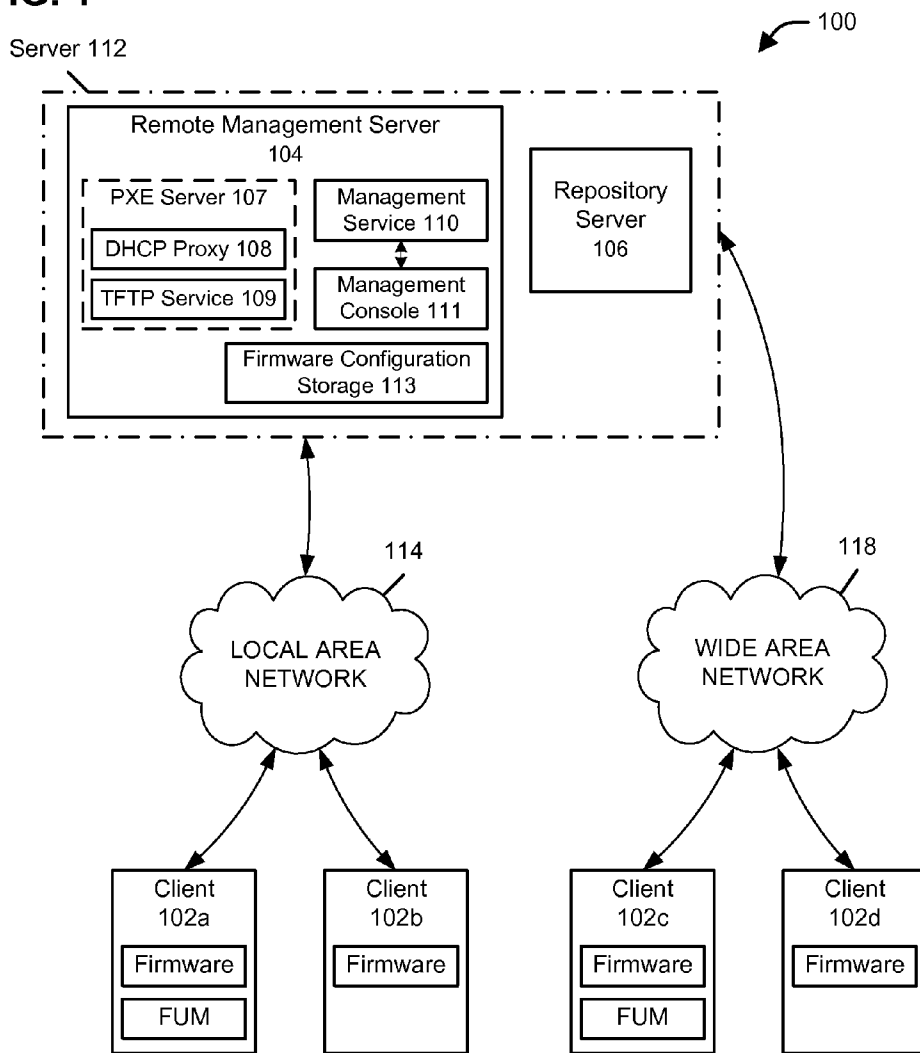 100
Server 112
Remote Management Server
104
PXE Server 107
DHCP Proxy 108
TFTP Service 109
Management
Service 110
Management
Console 111
Firmware Configuration
Storage 113
Repository
Server
106
114
LOCAL AREA
NETWORK
118
WIDE AREA
NETWORK
Client
102a
Firmware
FUM
Client
102b
Firmware
Client
102c
Firmware
FUM
Client
102d
Firmware